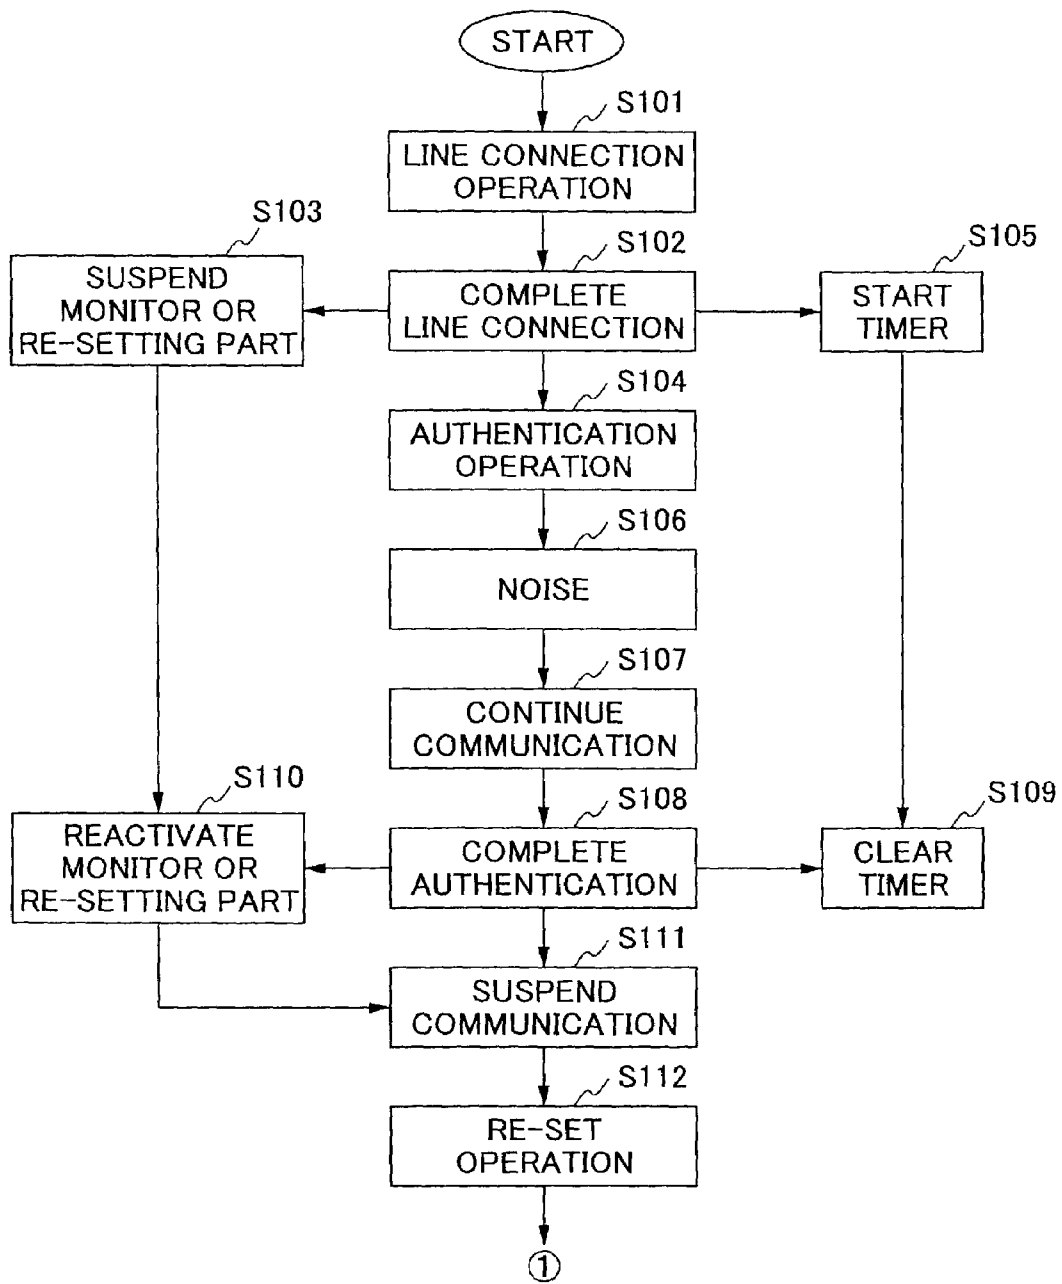 START
S101
LINE CONNECTION
OPERATION
S103
SUSPEND
MONITOR OR
RE-SETTING PART
S102
COMPLETE
LINE CONNECTION
S105
START
TIMER
S104
AUTHENTICATION
OPERATION
S106
NOISE
S107
CONTINUE
COMMUNICATION
S110
REACTIVATE
MONITOR OR
RE-SETTING PART
S108
COMPLETE
AUTHENTICATION
S109
CLEAR
TIMER
S111
SUSPEND
COMMUNICATION
S112
RE-SET
OPERATION
①